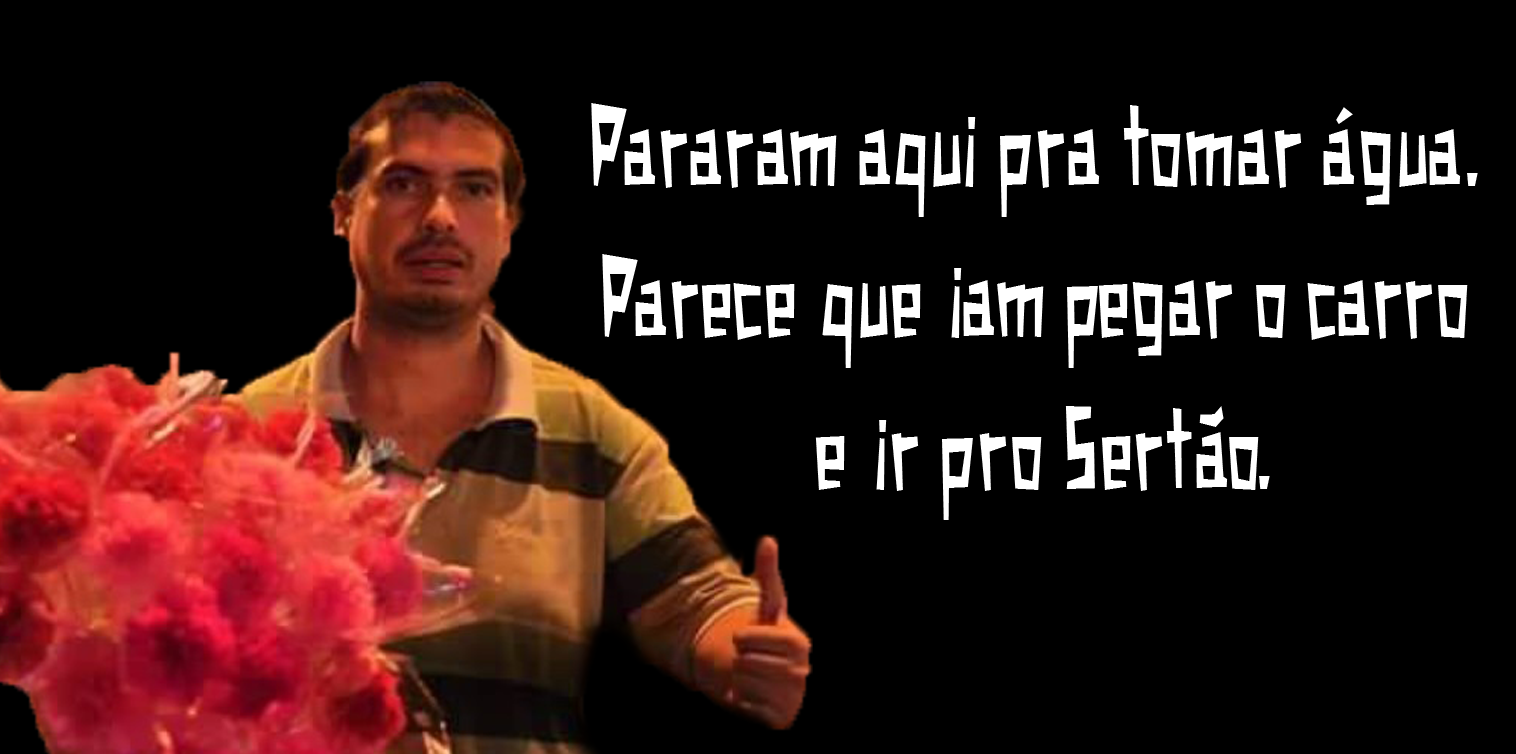 Pararam aqui pra tomar água.
Parece que iam pegar o carro
e ir pro Sertão.